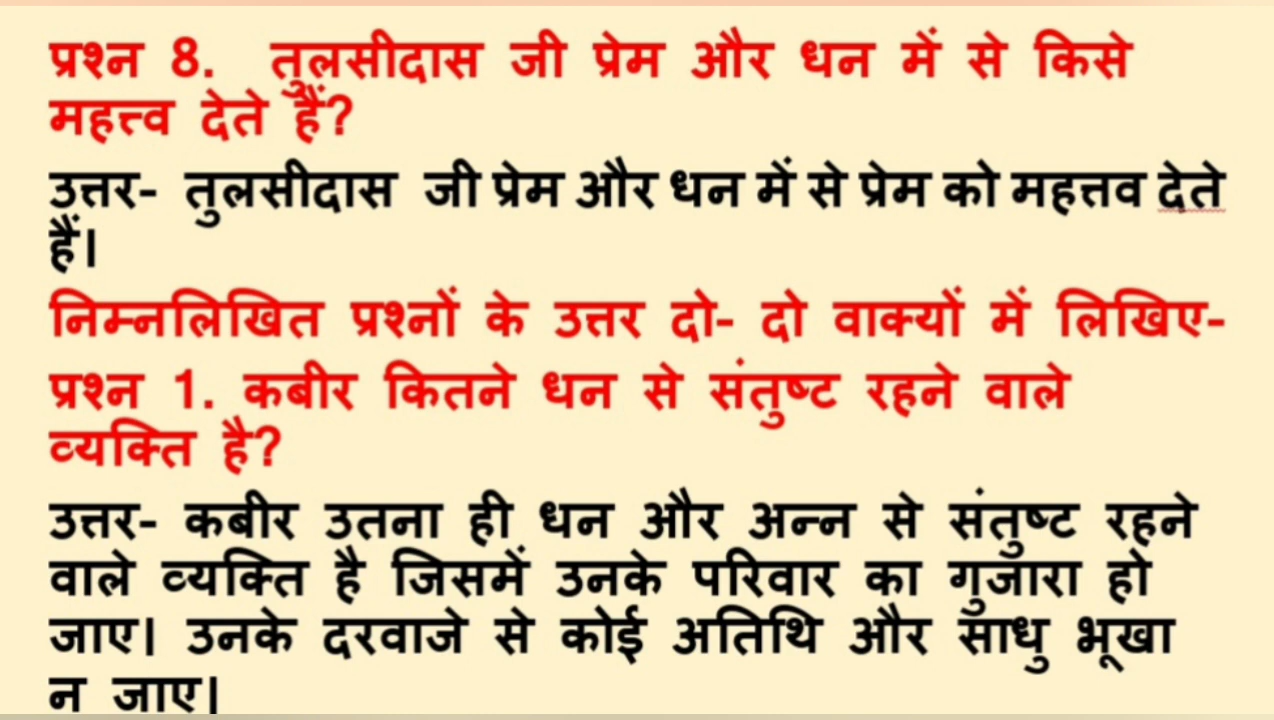 प्रश्न 8. तुलसीदास जी प्रेम और धन में से किसे
महत्त्व देते हैं?
उत्तर- तुलसीदास जी प्रेम और धन में से प्रेम को महत्तव देते
हैं।
निम्नलिखित प्रश्नों के उत्तर दो- दो वाक्यों में लिखिए-
प्रश्न 1. कबीर कितने धन से संतुष्ट रहने वाले
व्यक्ति है?
उत्तर- कबीर उतना ही धन और अन्न से संतुष्ट रहने
वाले व्यक्ति है जिसमें उनके परिवार का गुजारा हो
जाए। उनके दरवाजे से कोई अतिथि और साधु भूखा
न जाए।